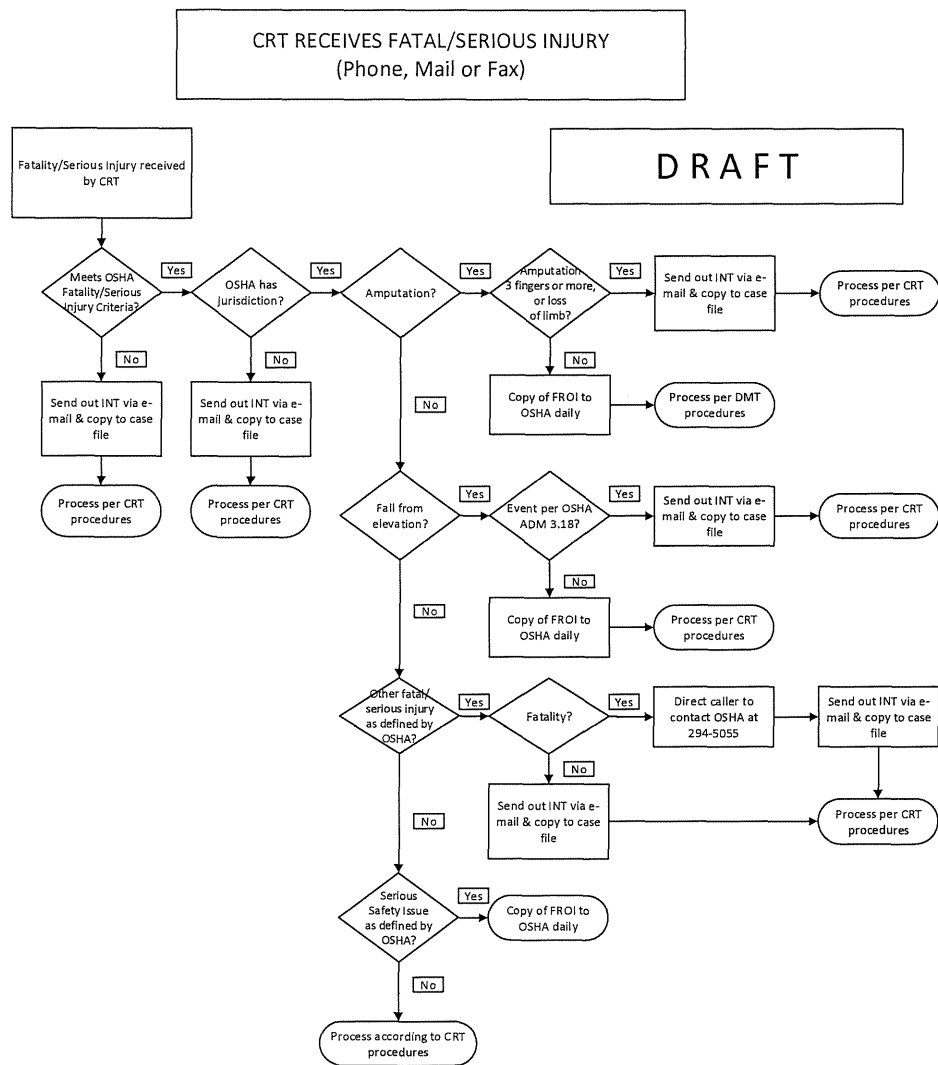 CRT RECEIVES FATAL/SERIOUS INJURY
(Phone, Mail or Fax)
DRAFT
Fatality/Serious Injury received
by CRT
Meets OSHA
Fatality/Serious
Injury Criteria?
Yes
OSHA has
jurisdiction?
Yes
Amputation?
Yes
Amputation
3 fingers or more,
or loss
of limb?
Yes
Send out INT via e-
mail & copy to case
file
Process per CRT
procedures
No
No
No
Send out INT via e-
mail & copy to case
file
Send out INT via e-
mail & copy to case
file
No
Copy of FROI to
OSHA daily
Process per DMT
procedures
Process per CRT
procedures
Process per CRT
procedures
Fall from
elevation?
Yes
Event per OSHA
ADM 3.18?
Yes
Send out INT via e-
mail & copy to case
file
Process per CRT
procedures
No
No
Copy of FROI to
OSHA daily
Process per CRT
procedures
Other fatal/
serious injury
as defined by
OSHA?
Yes
Fatality?
Yes
Direct caller to
contact OSHA at
294-5055
Send out INT via e-
mail & copy to case
file
No
No
Send out INT via e-
mail & copy to case
file
Process per CRT
procedures
Serious
Safety Issue
as defined by
OSHA?
Yes
Copy of FROI to
OSHA daily
No
Process according to CRT
procedures